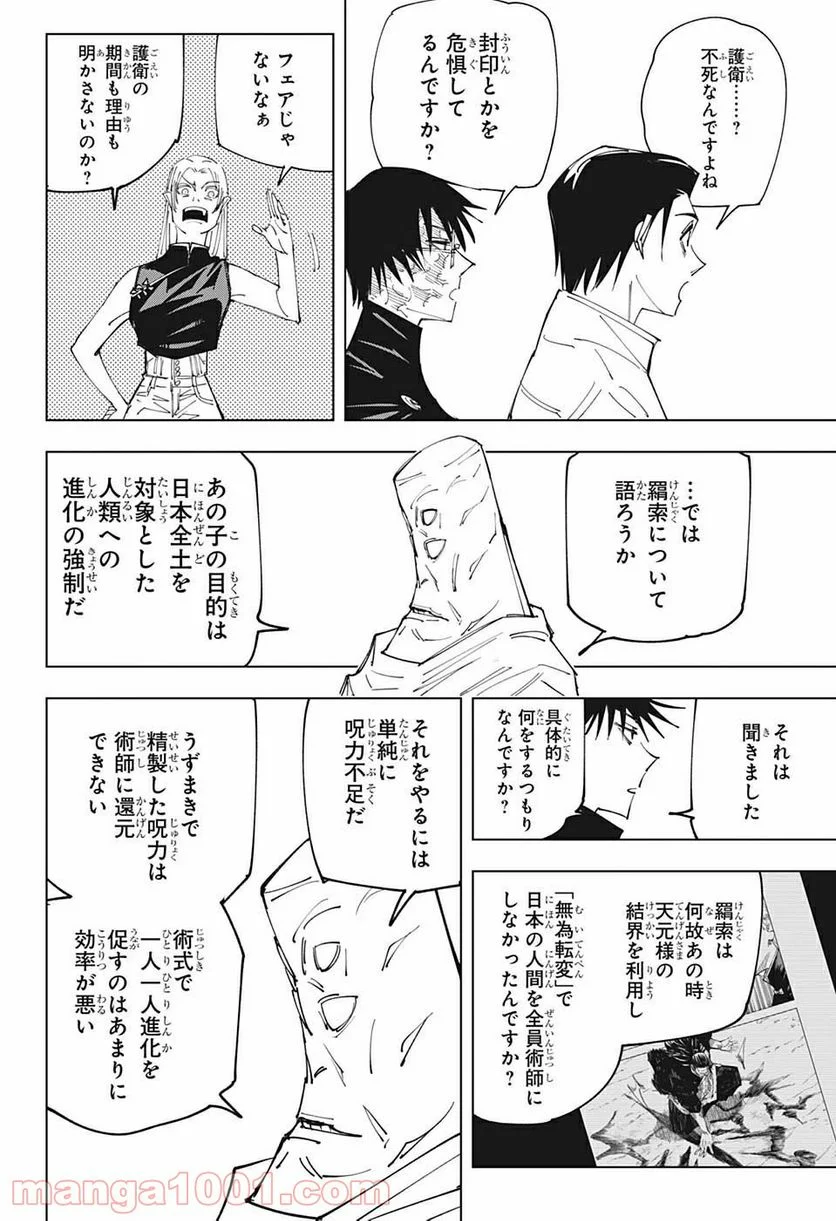 護衛……？
不死なんですよね
封印とかを
危惧して
るんですか？
フェアじゃ
ないなぁ
護衛の
期間も理由も
明かさないのか？
…では
羂索について
語ろうか
あの子の目的は
日本全土を
対象とした
人類への
進化の強制だ
それは
聞きました
具体的に
何をするつもり
なんですか？
羂索は
何故あの時
天元様の
結界を利用し
「無為転変」で
日本の人間を全員術師に
しなかったんですか？
それをやるには
単純に
呪力不足だ
うずまきで
精製した呪力は
術師に還元
できない
術式で
一人一人進化を
促すのはあまりに
効率が悪い
manga1001.com